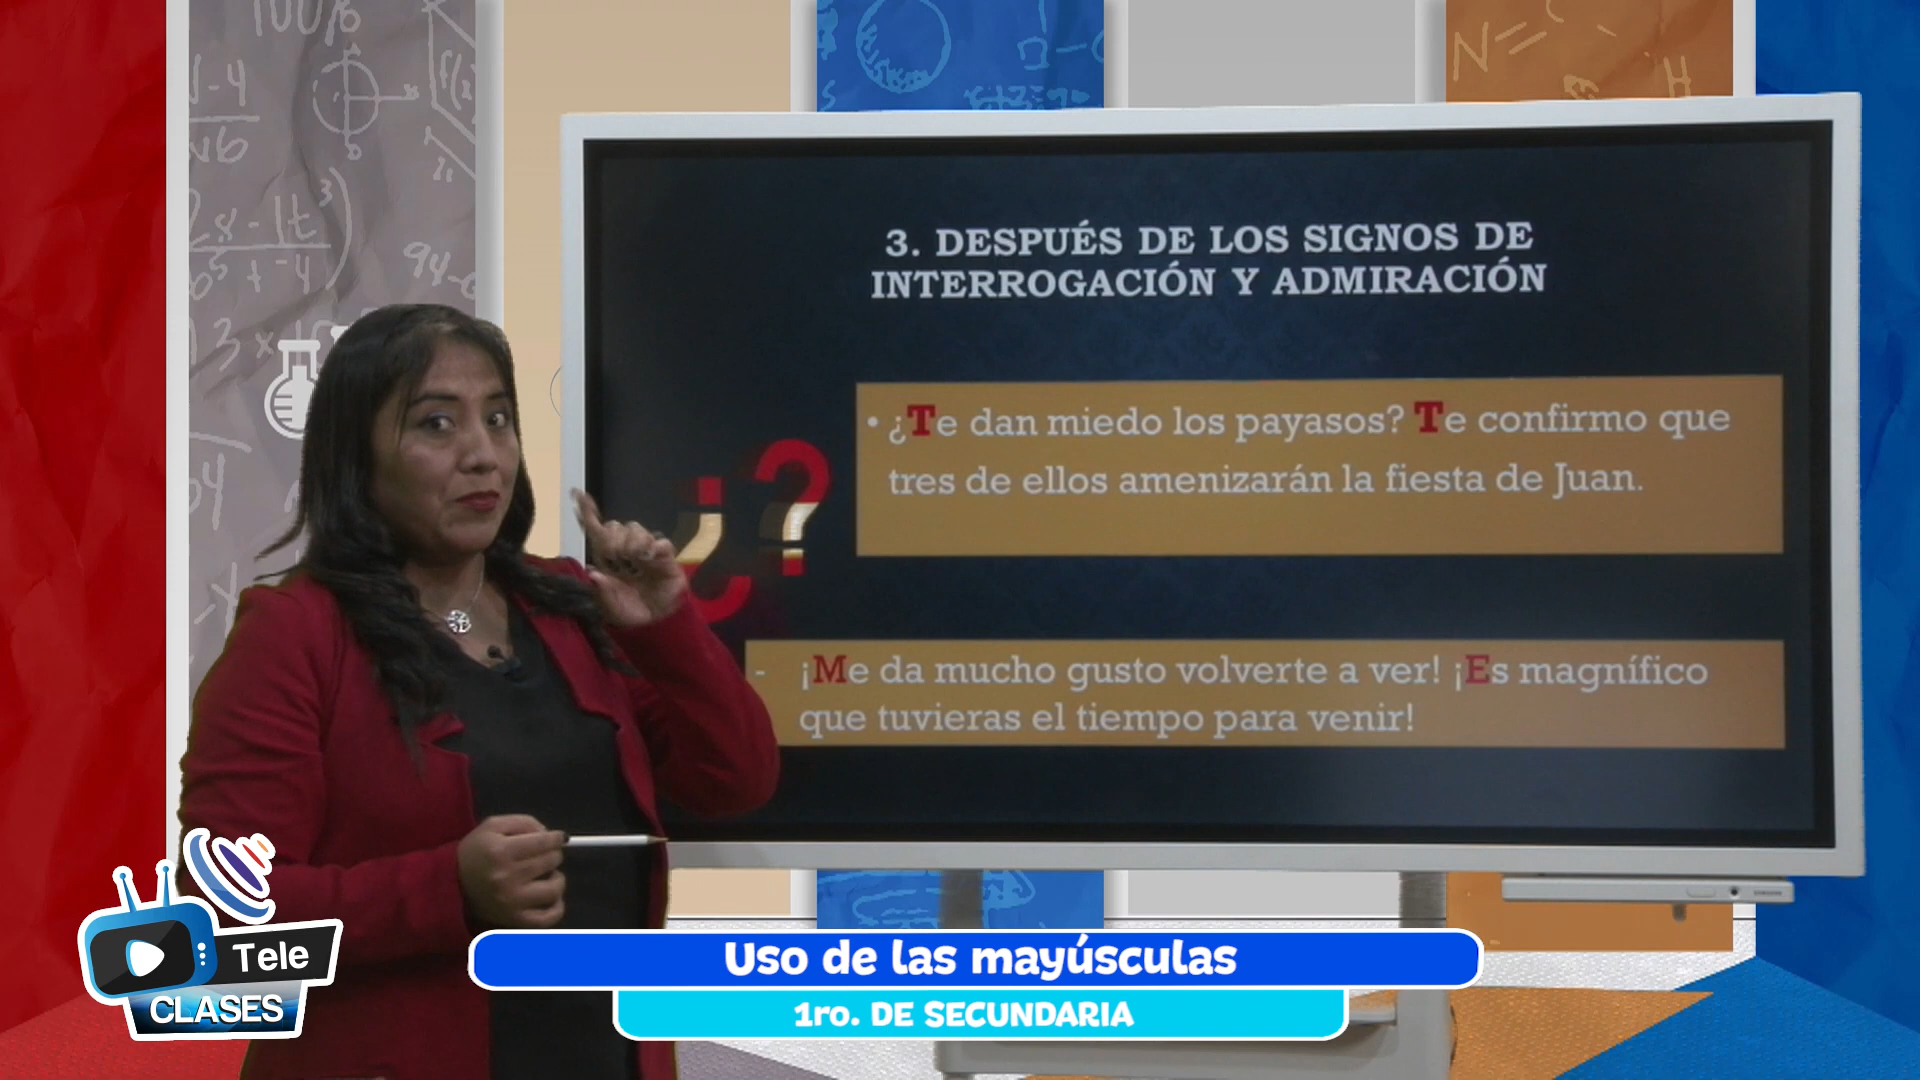 3. DESPUÉS DE LOS SIGNOS DE
INTERROGACIÓN Y ADMIRACIÓN
• ¿Te dan miedo los payasos? Te confirmo que
tres de ellos amenizarán la fiesta de Juan.
¿?
- ¡Me da mucho gusto volverte a ver! ¡Es magnífico
que tuvieras el tiempo para venir!
Tele
CLASES
Uso de las mayúsculas
1ro. DE SECUNDARIA